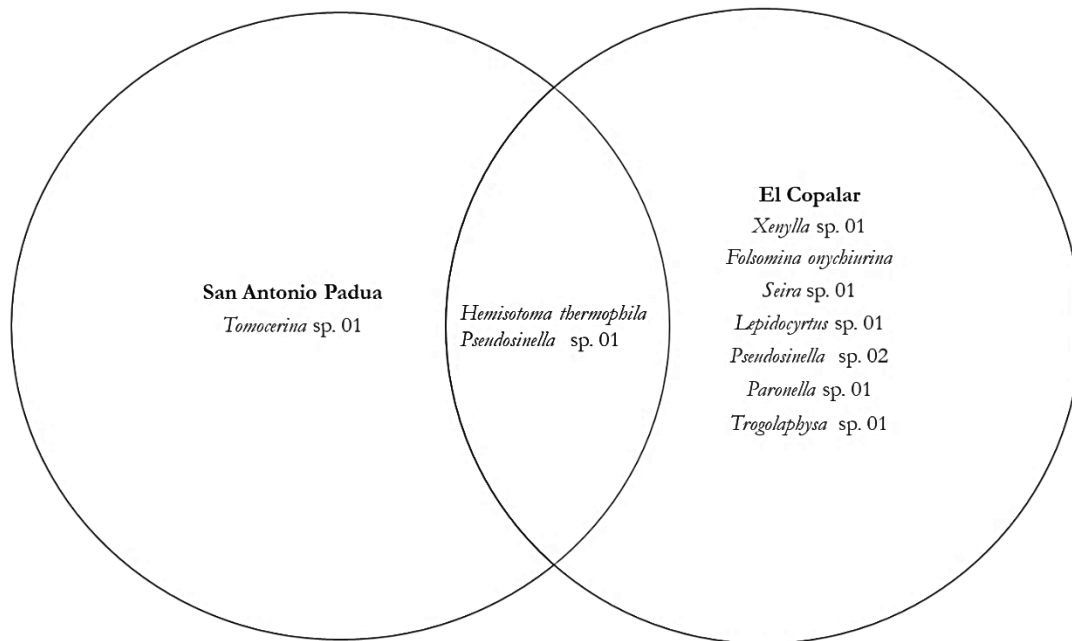 San Antonio Padua
Tomocerina sp. 01
Hemisotoma thermophila
Pseudosinella sp. 01
El Copalar
Xenylla sp. 01
Folsomina onychiurina
Seira sp. 01
Lepidocyrtus sp. 01
Pseudosinella sp. 02
Paronella sp. 01
Trogolaphysa sp. 01